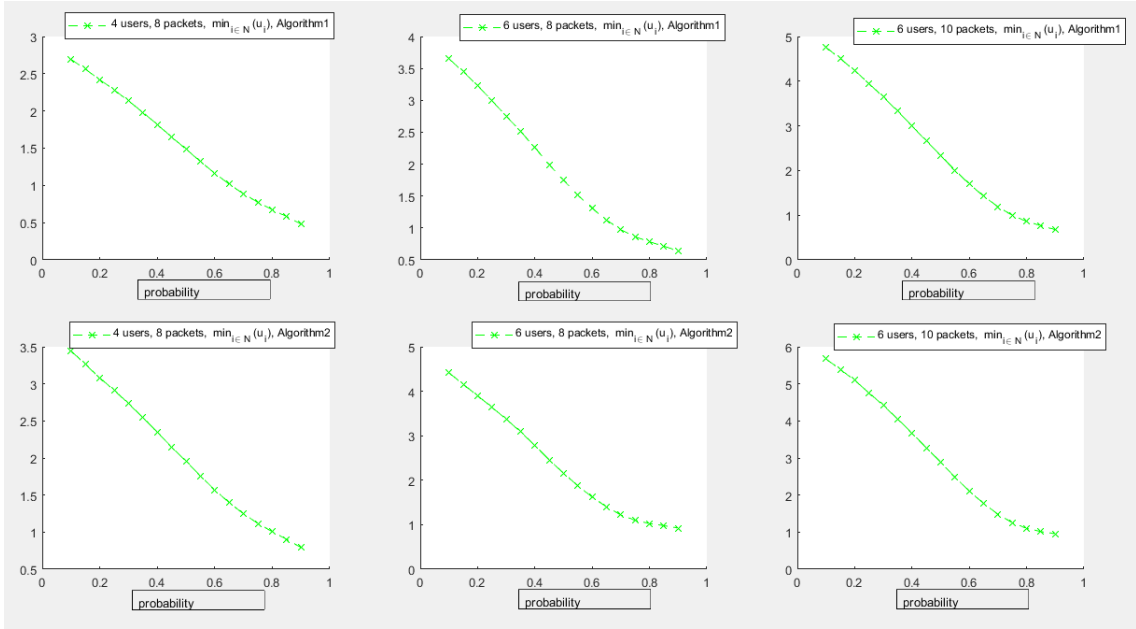 4 users, 8 packets, min_{i∈ N}(u_i), Algorithm1
3
2.5
2
1.5
1
0.5
0
0 0.2 0.4 0.6 0.8 1
probability
6 users, 8 packets, min_{i∈ N}(u_i), Algorithm1
4
3.5
3
2.5
2
1.5
1
0.5
0 0.2 0.4 0.6 0.8 1
probability
6 users, 10 packets, min_{i∈ N}(u_i), Algorithm1
5
4
3
2
1
0
0 0.2 0.4 0.6 0.8 1
probability
4 users, 8 packets, min_{i∈ N}(u_i), Algorithm2
3.5
3
2.5
2
1.5
1
0.5
0 0.2 0.4 0.6 0.8 1
probability
6 users, 8 packets, min_{i∈ N}(u_i), Algorithm2
5
4
3
2
1
0
0 0.2 0.4 0.6 0.8 1
probability
6 users, 10 packets, min_{i∈ N}(u_i), Algorithm2
6
5
4
3
2
1
0
0 0.2 0.4 0.6 0.8 1
probability